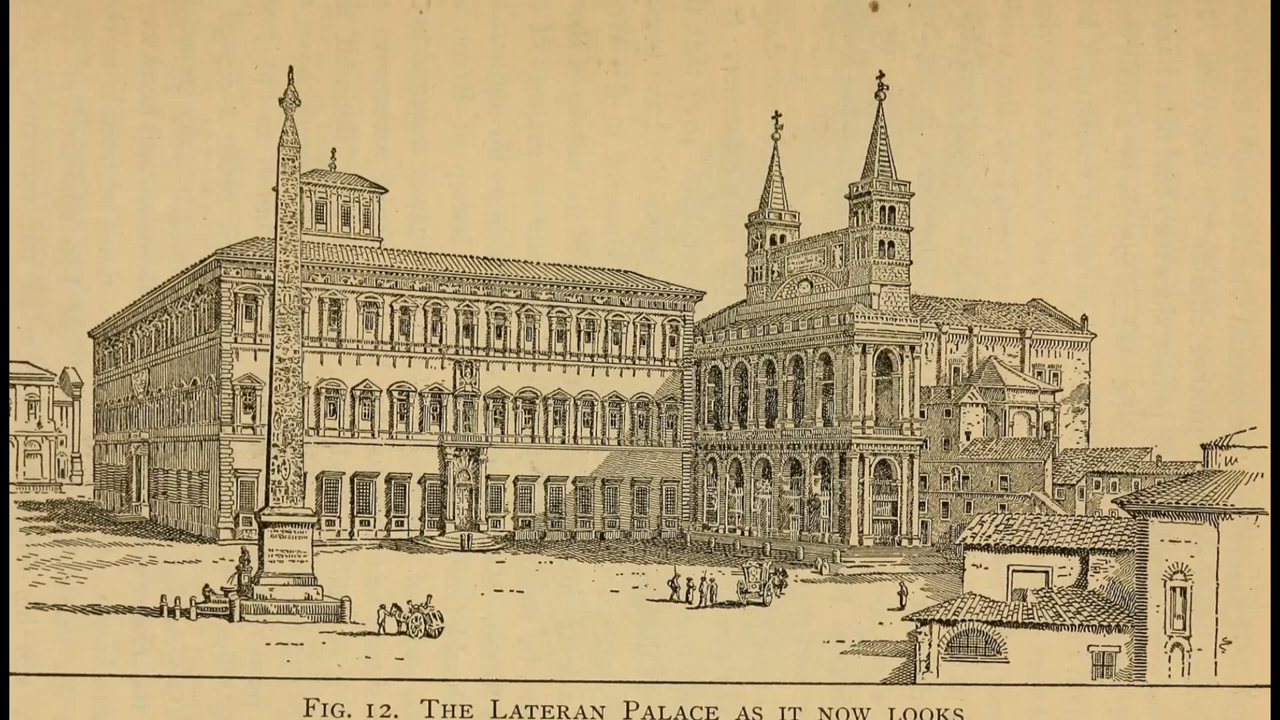 FIG. 12. THE LATERAN PALACE AS IT NOW LOOKS